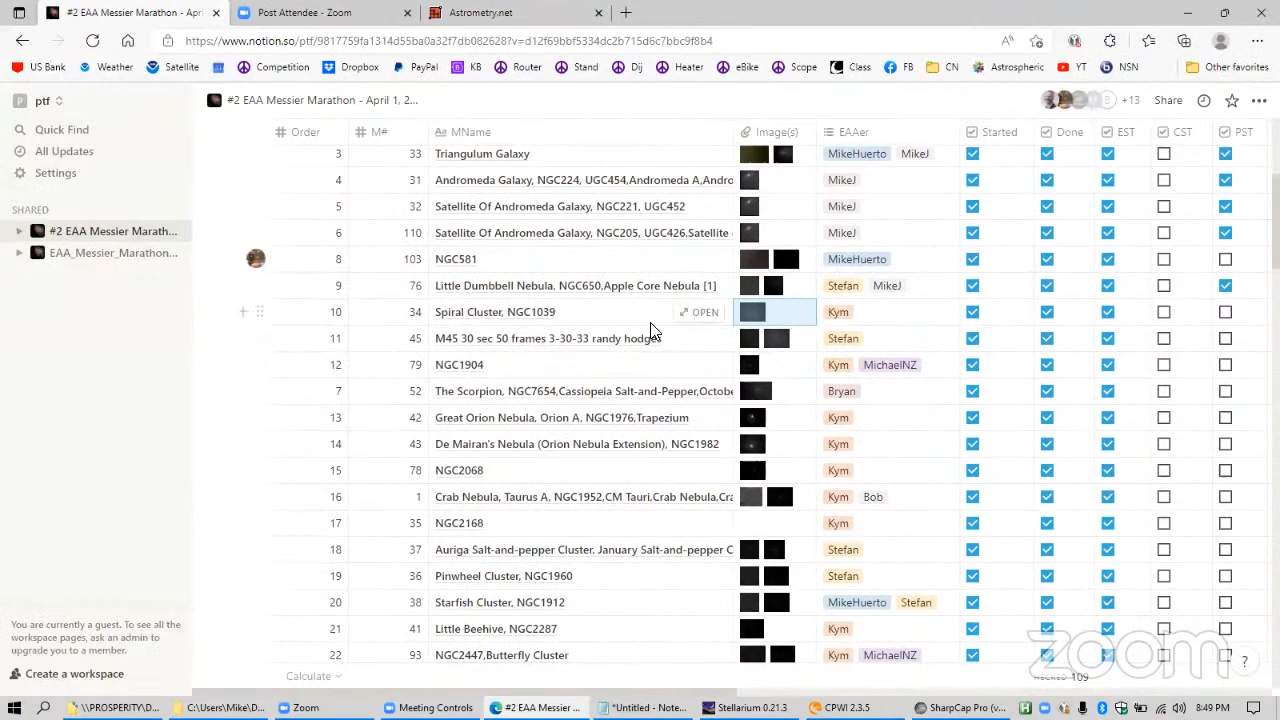 #2 EAA Messier Marathon - Apri
Post Attendee - Zoom
Astrometry.net
https://www.notion.so/ptf/9817759fa1314d55ba0a32f7db082628?v=d12f69bbf5334dc2b715d6c7bbc9f8b4
US Bank Weather Satellite Competition Dropbox PayPal KB Router Stand Dij Heater eBike Scope Class FB CN Astrospheric YT NSN Other favorites
P ptf
#2 EAA Messier Marathon - April 1, 2... B +13 Share
Quick Find
All Updates
Settings
SHARED
#2 EAA Messier Marath...
EAA_Messier_Marathon...
Order M# MName Image(s) EAAer Started Done EST CST PST
3 33 Triangulum Galaxy MikeHuerto MikeJ
4 31 Andromeda Galaxy, NGC224, UGC454,Andromeda A,Andro MikeJ
5 32 Satellite Of Andromeda Galaxy, NGC221, UGC452 MikeJ
6 110 Satellite Of Andromeda Galaxy, NGC205, UGC426,Satellite MikeJ
8 103 NGC581 MikeHuerto
9 76 Little Dumbbell Nebula, NGC650,Apple Core Nebula [1] Stefan MikeJ
10 34 Spiral Cluster, NGC1039 OPEN Kym
11 M45 30 sec 50 frames 3-30-33 randy hodg Stefan
12 NGC1904 Kym MichaelNZ
7 52 The Scorpion, NGC7654,Cassiopeia Salt-and-Pepper,Octobe Bryan
13 42 Great Orion Nebula, Orion A, NGC1976,Trapezium Kym
14 43 De Mairan's Nebula (Orion Nebula Extension), NGC1982 Kym
15 78 NGC2068 Kym
16 1 Crab Nebula, Taurus A, NGC1952,CM Tauri,Crab Nebula,Cra Kym Bob
17 35 NGC2168 Kym
18 37 Auriga Salt-and-pepper Cluster, January Salt-and-pepper C Stefan
19 36 Pinwheel Cluster, NGC1960 Stefan
20 38 Starfish Cluster, NGC1912 MikeHuerto Stefan
21 41 Little Beehive, NGC2287 Kym
22 NGC2447,Butterfly Cluster MichaelNZ
You are currently a guest. To see all the
workspace pages, ask an admin to
upgrade you to a member.
Create a workspace
Calculate
109
zoom
?
\\PROSPERITY\D... C:\Users\Mike\D... Zoom Meeting Controls #2 EAA Messier ... *Untitled - Note... Stellarium 0.21.3 CPWI 2.3.5 SharpCap Pro (v... 8:49 PM